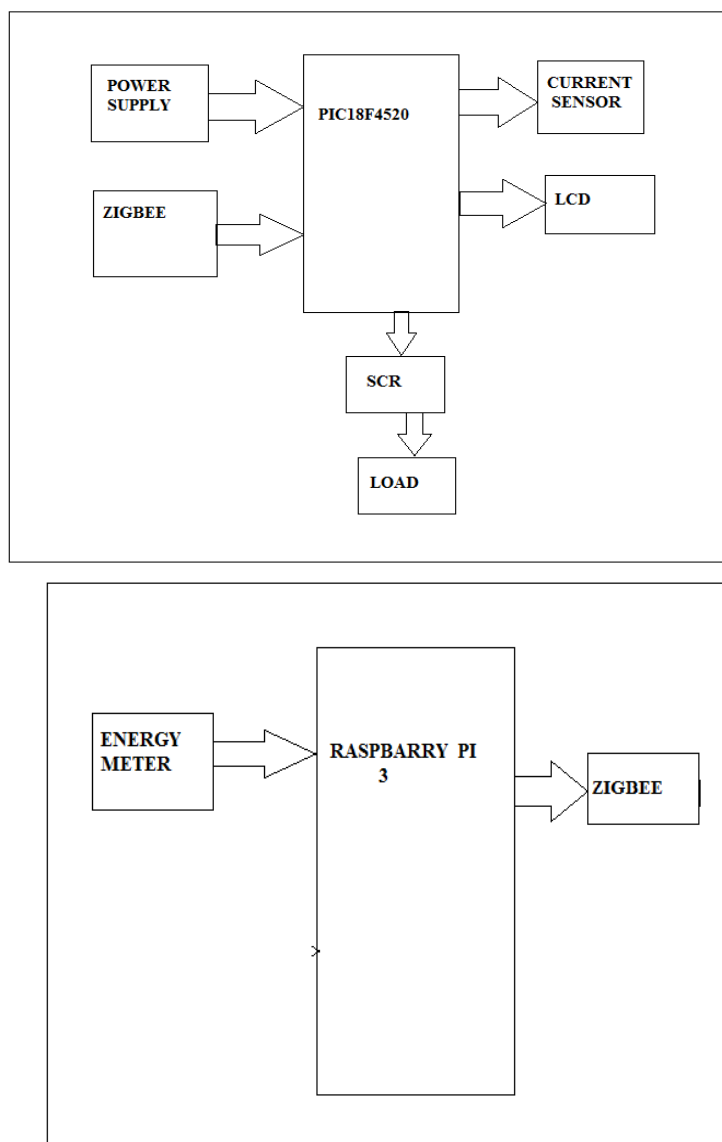 POWER
SUPPLY
PIC18F4520
CURRENT
SENSOR
ZIGBEE
LCD
SCR
LOAD
ENERGY
METER
RASPBARRY PI
3
ZIGBEE